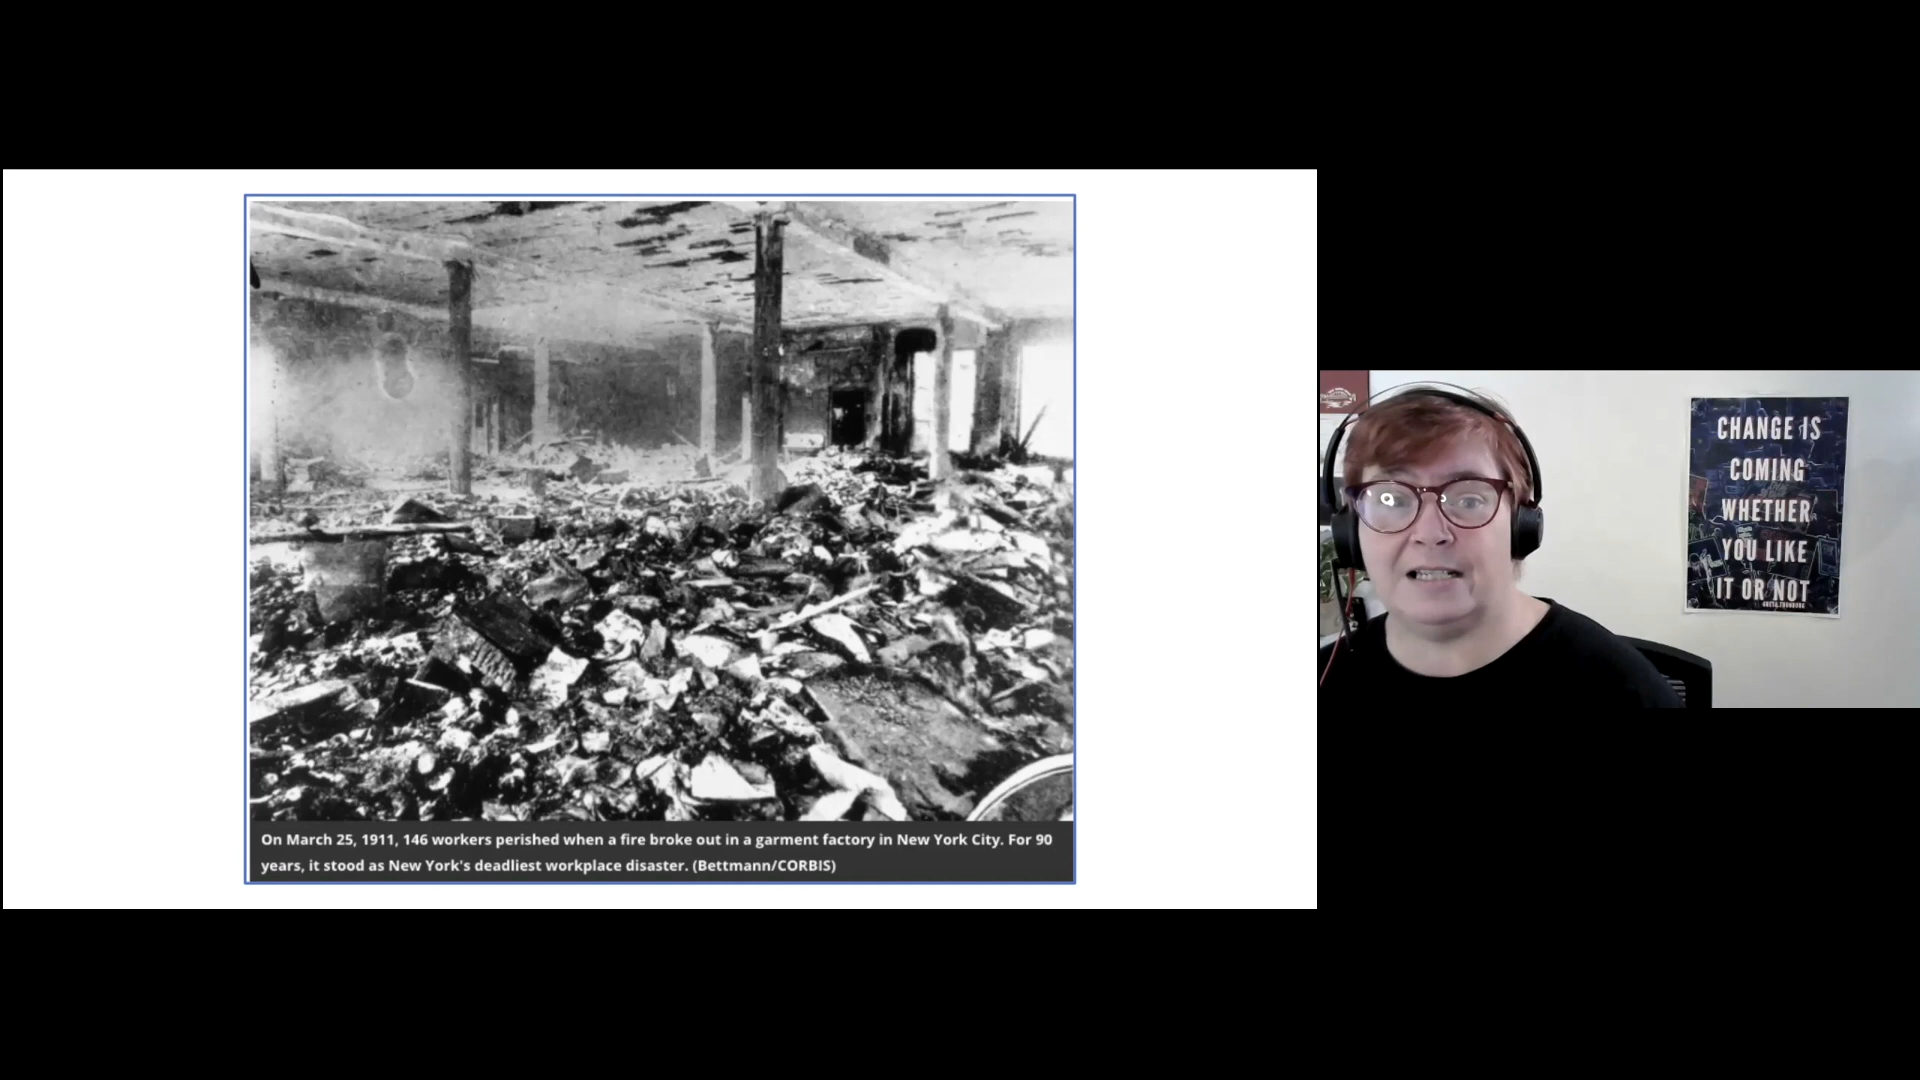 On March 25, 1911, 146 workers perished when a fire broke out in a garment factory in New York City. For 90
years, it stood as New York's deadliest workplace disaster. (Bettmann/CORBIS)
CHANGE IS
COMING
WHETHER
YOU LIKE
IT OR NOT
GRETA THUNBERG